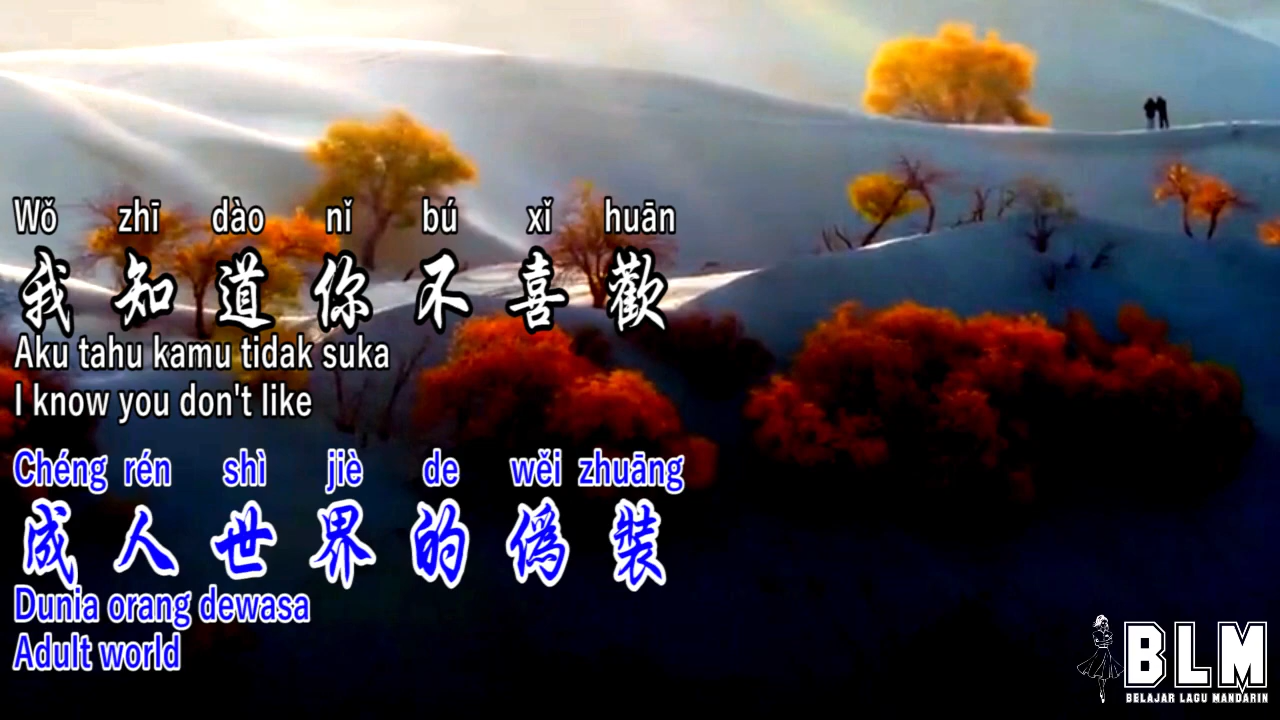 Wǒ zhī dào nǐ bú xǐ huān
我 知 道 你 不 喜 歡
Aku tahu kamu tidak suka
I know you don't like
Chéng rén shì jiè de wěi zhuāng
成 人 世 界 的 偽 裝
Dunia orang dewasa
Adult world
BLM
BELAJAR LAGU MANDARIN